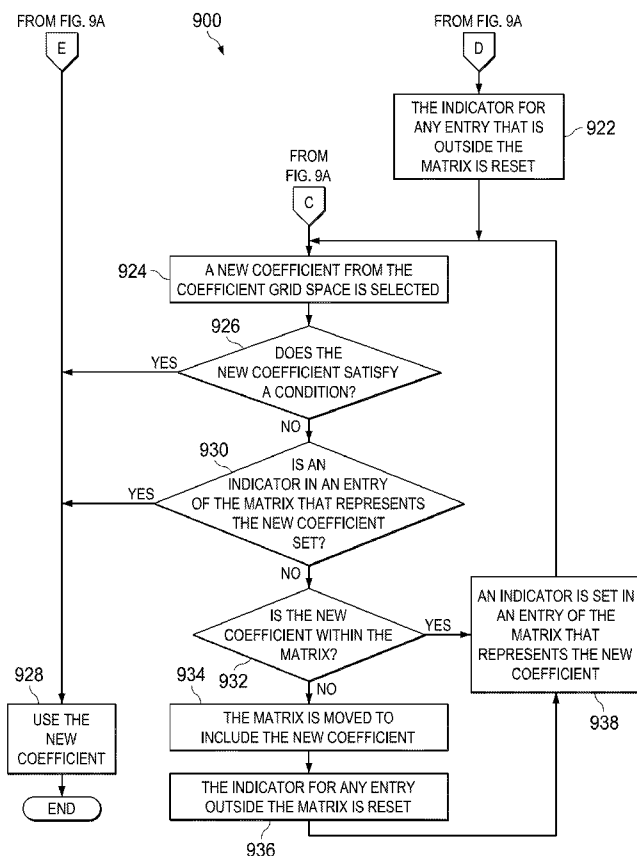 FROM FIG. 9A
E
900
FROM FIG. 9A
D
THE INDICATOR FOR
ANY ENTRY THAT IS
OUTSIDE THE
MATRIX IS RESET
922
FROM
FIG. 9A
C
924
A NEW COEFFICIENT FROM THE
COEFFICIENT GRID SPACE IS SELECTED
926
DOES THE
NEW COEFFICIENT SATISFY
A CONDITION?
YES
NO
930
IS AN
INDICATOR IN AN ENTRY
OF THE MATRIX THAT REPRESENTS
THE NEW COEFFICIENT
SET?
YES
NO
IS THE NEW
COEFFICIENT WITHIN THE
MATRIX?
932
YES
NO
AN INDICATOR IS SET IN
AN ENTRY OF THE
MATRIX THAT
REPRESENTS THE NEW
COEFFICIENT
938
934
THE MATRIX IS MOVED TO
INCLUDE THE NEW COEFFICIENT
THE INDICATOR FOR ANY ENTRY
OUTSIDE THE MATRIX IS RESET
936
928
USE THE
NEW
COEFFICIENT
END